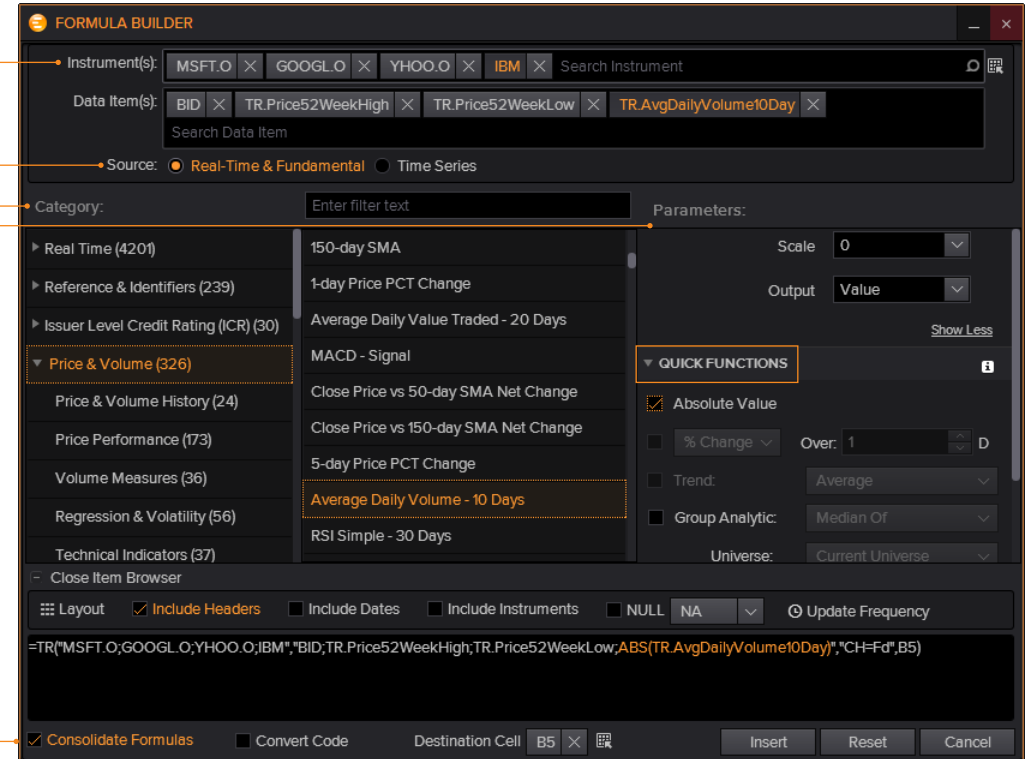 FORMULA BUILDER
Instrument(s): MSFT.O GOOGL.O YHOO.O IBM Search Instrument
Data Item(s): BID TR.Price52WeekHigh TR.Price52WeekLow TR.AvgDailyVolume10Day
Search Data Item
Source: Real-Time & Fundamental Time Series
Category: Enter filter text Parameters:
Real Time (4201)
Reference & Identifiers (239)
Issuer Level Credit Rating (ICR) (30)
Price & Volume (326)
Price & Volume History (24)
Price Performance (173)
Volume Measures (36)
Regression & Volatility (56)
Technical Indicators (37)
150-day SMA
1-day Price PCT Change
Average Daily Value Traded - 20 Days
MACD - Signal
Close Price vs 50-day SMA Net Change
Close Price vs 150-day SMA Net Change
5-day Price PCT Change
Average Daily Volume - 10 Days
RSI Simple - 30 Days
Scale 0
Output Value
Show Less
QUICK FUNCTIONS
Absolute Value
% Change Over: 1 D
Trend: Average
Group Analytic: Median Of
Universe: Current Universe
Close Item Browser
Layout Include Headers Include Dates Include Instruments NULL NA Update Frequency
=TR("MSFT.O;GOOGL.O;YHOO.O;IBM","BID;TR.Price52WeekHigh;TR.Price52WeekLow;ABS(TR.AvgDailyVolume10Day)","CH=Fd",B5)
Consolidate Formulas Convert Code Destination Cell B5 Insert Reset Cancel